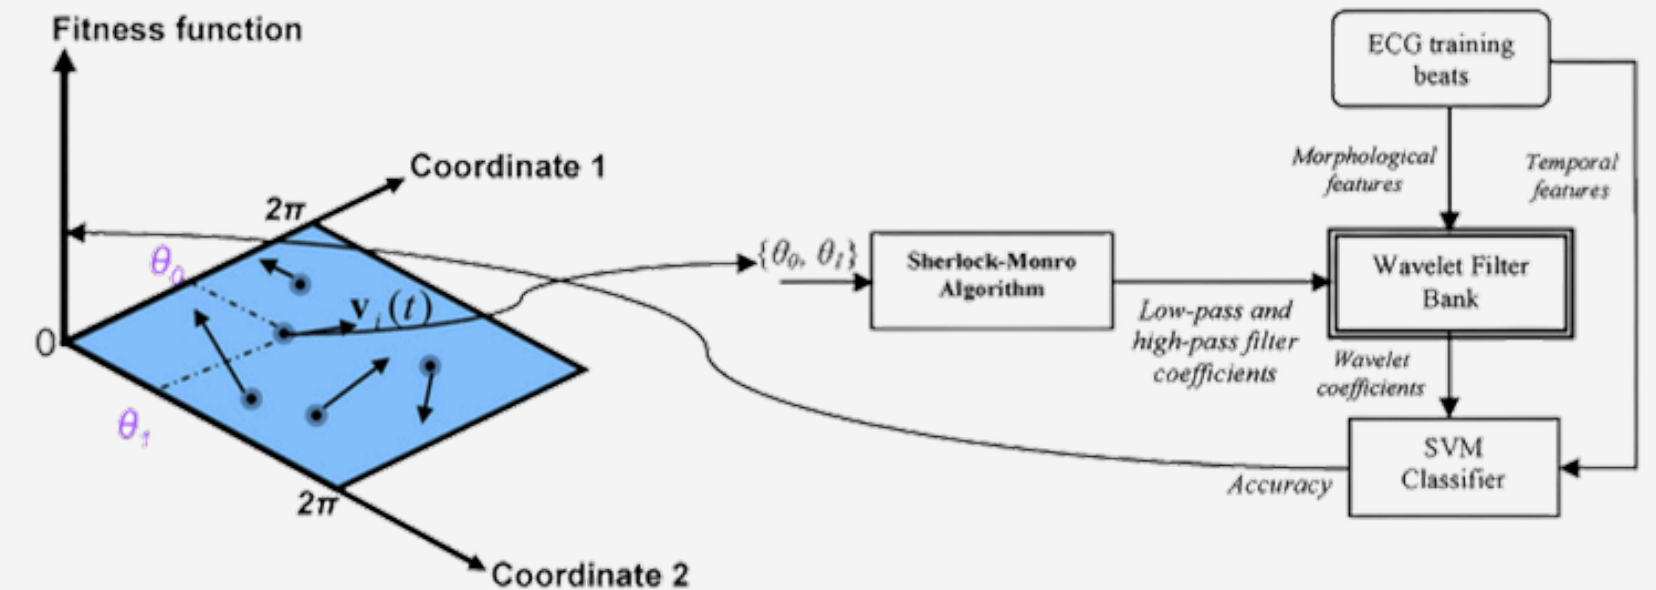 Fitness function
Coordinate 1
2π
θ₀
v_i(t)
0
θ₁
2π
Coordinate 2
{θ₀, θ₁}
Sherlock-Monro
Algorithm
Low-pass and
high-pass filter
coefficients
ECG training
beats
Morphological
features
Temporal
features
Wavelet Filter
Bank
Wavelet
coefficients
SVM
Classifier
Accuracy